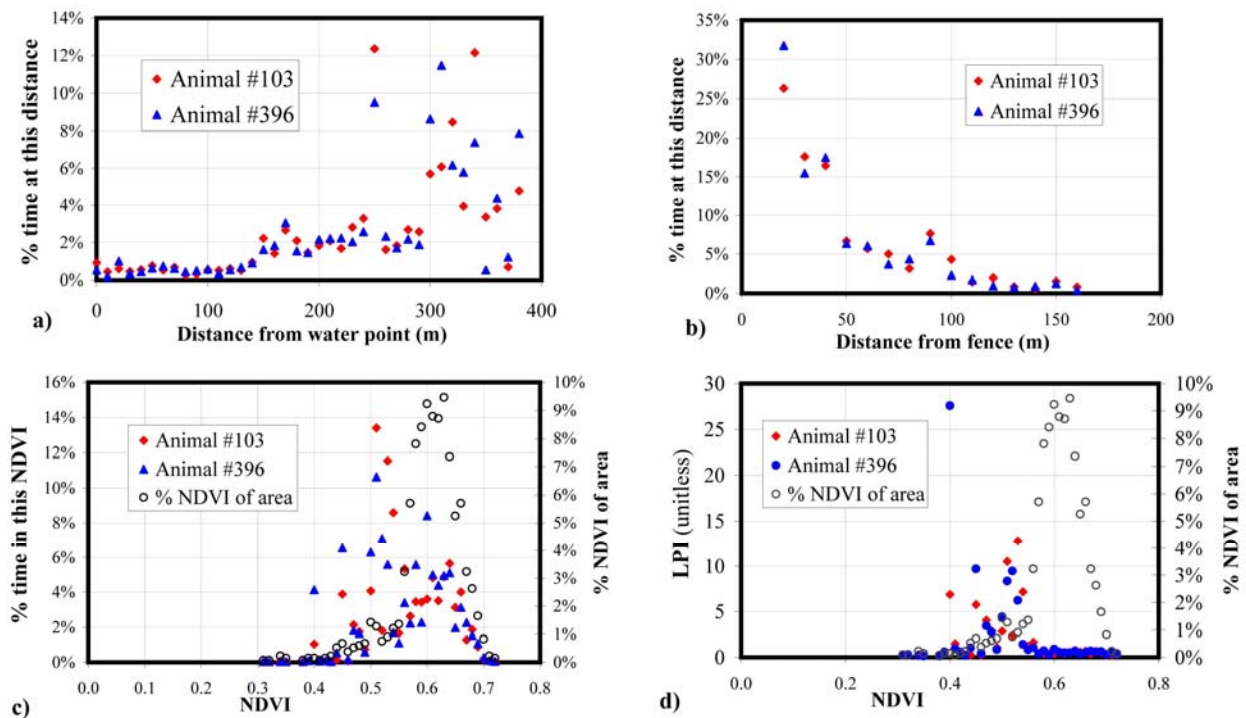 14%
12%
10%
8%
6%
4%
2%
0%
% time at this distance
Animal #103
Animal #396
0 100 200 300 400
a) Distance from water point (m)
35%
30%
25%
20%
15%
10%
5%
0%
% time at this distance
Animal #103
Animal #396
0 50 100 150 200
b) Distance from fence (m)
16%
14%
12%
10%
8%
6%
4%
2%
0%
% time in this NDVI
Animal #103
Animal #396
% NDVI of area
10%
9%
8%
7%
6%
5%
4%
3%
2%
1%
0%
% NDVI of area
0.0 0.1 0.2 0.3 0.4 0.5 0.6 0.7 0.8
c) NDVI
30
25
20
15
10
5
0
LPI (unitless)
Animal #103
Animal #396
% NDVI of area
10%
9%
8%
7%
6%
5%
4%
3%
2%
1%
0%
% NDVI of area
0.0 0.2 0.4 0.6 0.8
d) NDVI